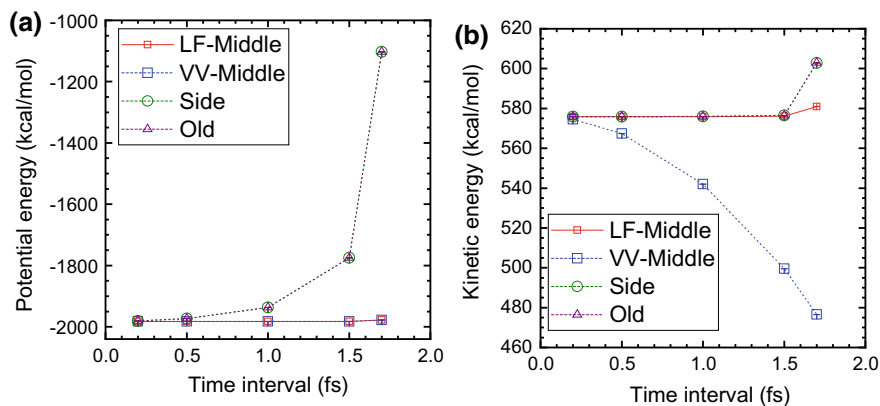 (a)
Potential energy (kcal/mol)
-1000
-1200
-1400
-1600
-1800
-2000
LF-Middle
VV-Middle
Side
Old
0.0 0.5 1.0 1.5 2.0
Time interval (fs)
(b)
Kinetic energy (kcal/mol)
620
600
580
560
540
520
500
480
460
LF-Middle
VV-Middle
Side
Old
0.0 0.5 1.0 1.5 2.0
Time interval (fs)